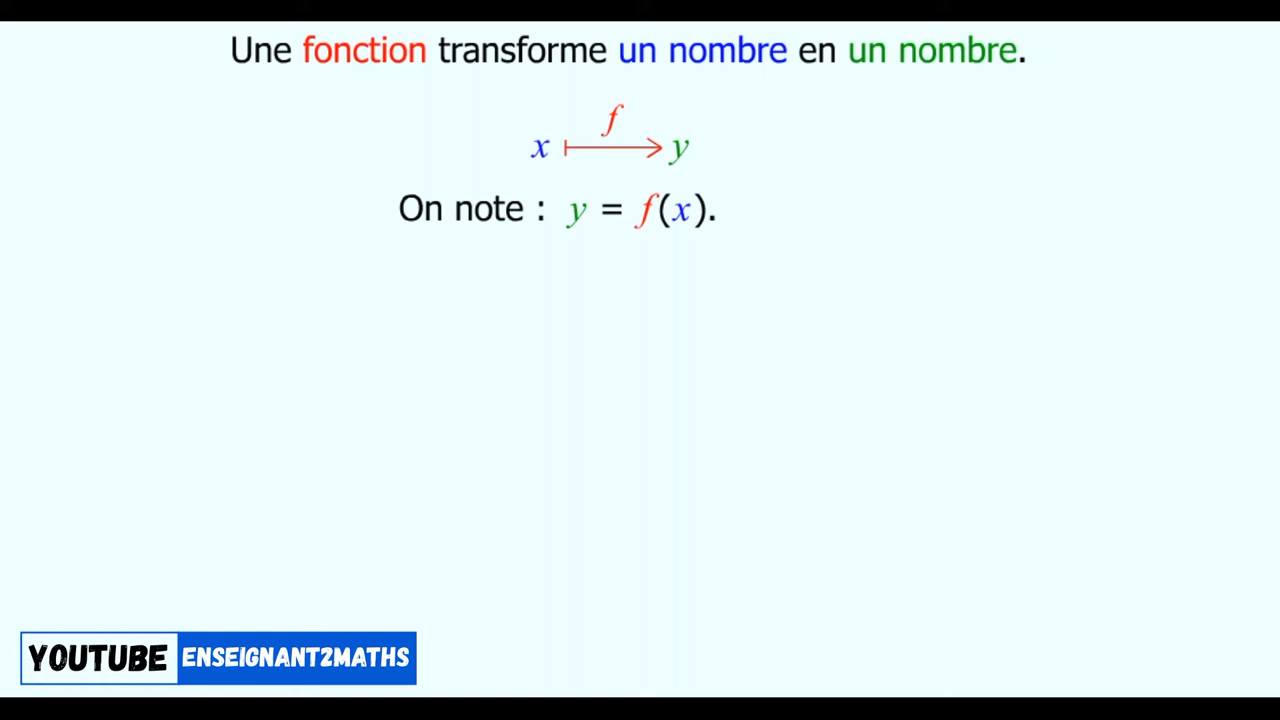 Une fonction transforme un nombre en un nombre.
f
x ⟼ y
On note : y = f(x).
YOUTUBE ENSEIGNANT2MATHS